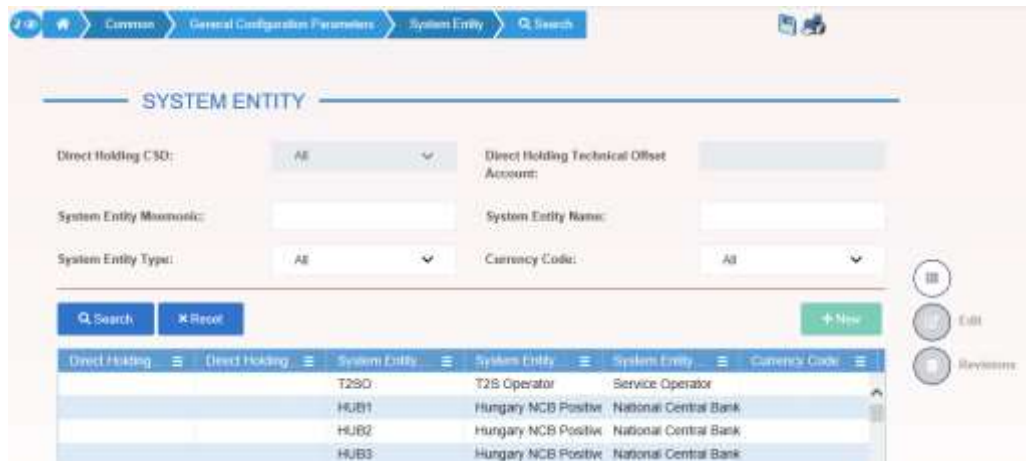 Common General Configuration Parameters System Entity Search
SYSTEM ENTITY
Direct Holding CSD: All Direct Holding Technical Offset Account:
System Entity Mnemonic: System Entity Name:
System Entity Type: All Currency Code: All
Search Reset New
Edit
Revisions
Direct Holding Direct Holding System Entity System Entity System Entity Currency Code
T2SO T2S Operator Service Operator
HUB1 Hungary NCB Positive National Central Bank
HUB2 Hungary NCB Positive National Central Bank
HUB3 Hungary NCB Positive National Central Bank